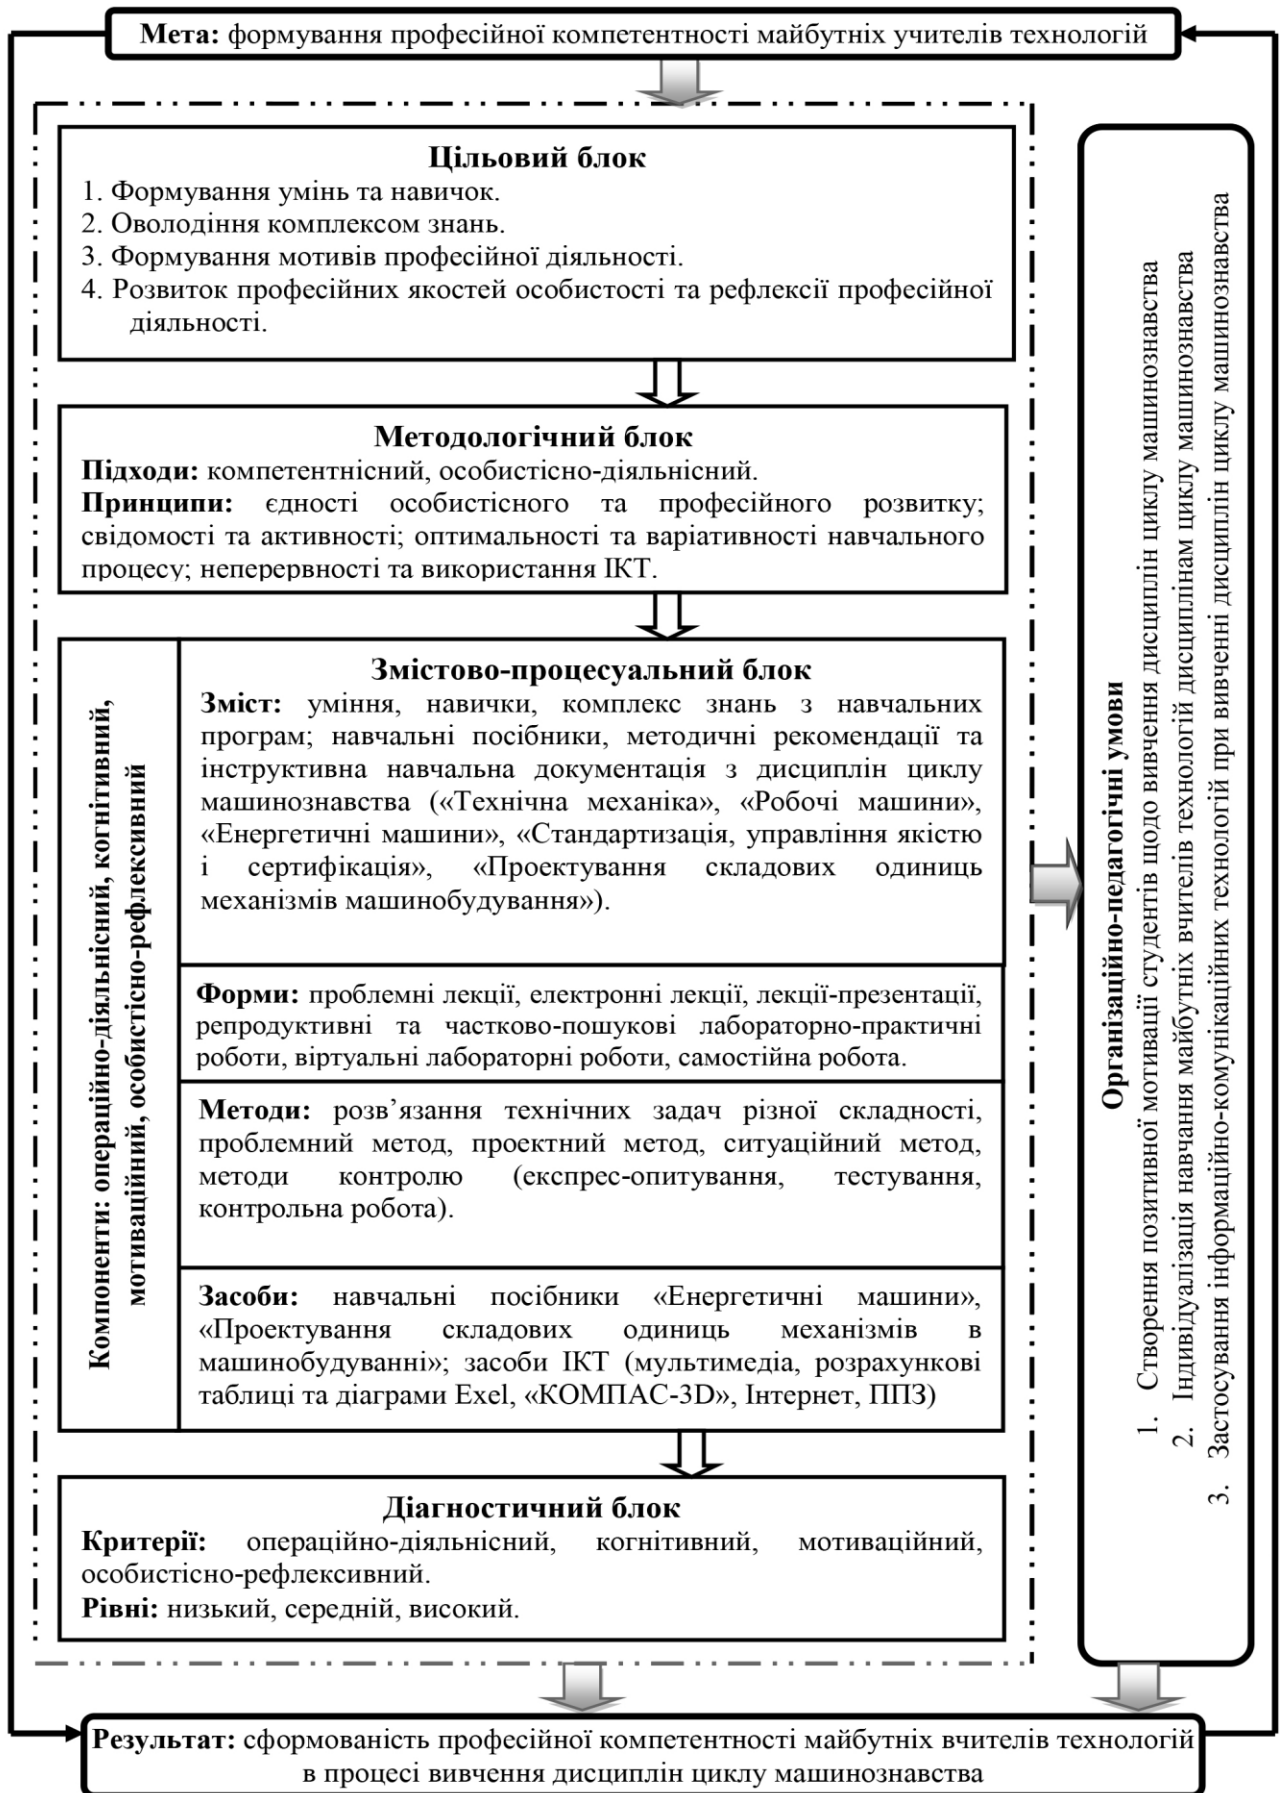 Мета: формування професійної компетентності майбутніх учителів технологій
Цільовий блок
1. Формування умінь та навичок.
2. Оволодіння комплексом знань.
3. Формування мотивів професійної діяльності.
4. Розвиток професійних якостей особистості та рефлексії професійної
діяльності.
Методологічний блок
Підходи: компетентнісний, особистісно-діяльнісний.
Принципи: єдності особистісного та професійного розвитку;
свідомості та активності; оптимальності та варіативності навчального
процесу; неперервності та використання ІКТ.
Компоненти: операційно-діяльнісний, когнітивний,
мотиваційний, особистісно-рефлексивний
Змістово-процесуальний блок
Зміст: уміння, навички, комплекс знань з навчальних
програм; навчальні посібники, методичні рекомендації та
інструктивна навчальна документація з дисциплін циклу
машинознавства («Технічна механіка», «Робочі машини»,
«Енергетичні машини», «Стандартизація, управління якістю
і сертифікація», «Проектування складових одиниць
механізмів машинобудування»).
Форми: проблемні лекції, електронні лекції, лекції-презентації,
репродуктивні та частково-пошукові лабораторно-практичні
роботи, віртуальні лабораторні роботи, самостійна робота.
Методи: розв’язання технічних задач різної складності,
проблемний метод, проектний метод, ситуаційний метод,
методи контролю (експрес-опитування, тестування,
контрольна робота).
Засоби: навчальні посібники «Енергетичні машини»,
«Проектування складових одиниць механізмів в
машинобудуванні»; засоби ІКТ (мультимедіа, розрахункові
таблиці та діаграми Exel, «КОМПАС-3D», Інтернет, ППЗ)
Діагностичний блок
Критерії: операційно-діяльнісний, когнітивний, мотиваційний,
особистісно-рефлексивний.
Рівні: низький, середній, високий.
Організаційно-педагогічні умови
1. Створення позитивної мотивації студентів щодо вивчення дисциплін циклу машинознавства
2. Індивідуалізація навчання майбутніх вчителів технологій дисциплінам циклу машинознавства
3. Застосування інформаційно-комунікаційних технологій при вивченні дисциплін циклу машинознавства
Результат: сформованість професійної компетентності майбутніх вчителів технологій
в процесі вивчення дисциплін циклу машинознавства